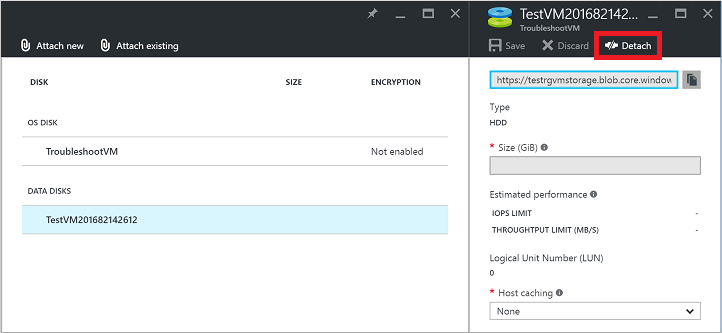 Attach new
Attach existing
DISK
SIZE
ENCRYPTION
OS DISK
TroubleshootVM
Not enabled
DATA DISKS
TestVM201682142612
TestVM201682142...
TroubleshootVM
Save
Discard
Detach
https://testrgvmstorage.blob.core.window
Type
HDD
* Size (GiB)
Estimated performance
IOPS LIMIT
-
THROUGHTPUT LIMIT (MB/S)
-
Logical Unit Number (LUN)
0
* Host caching
None